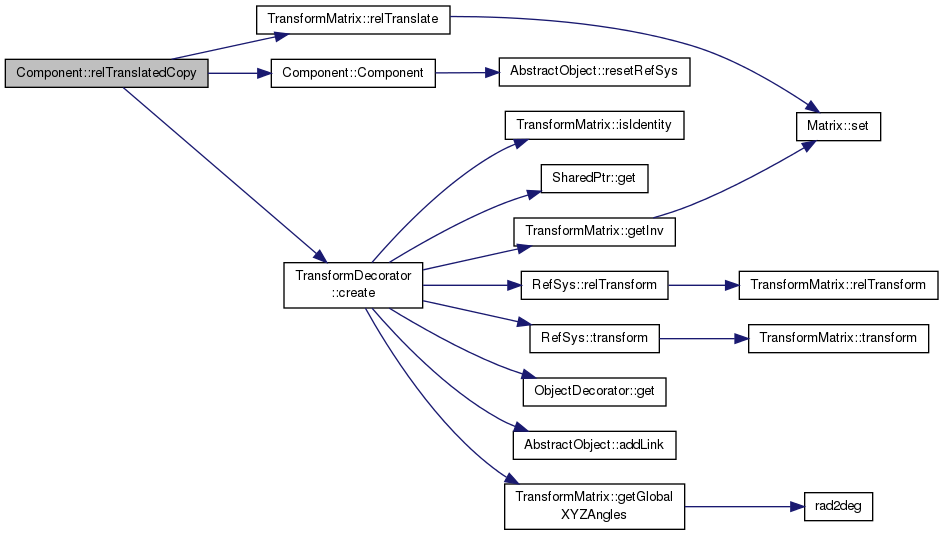 TransformMatrix::relTranslate
Component::relTranslatedCopy
Component::Component
AbstractObject::resetRefSys
Matrix::set
TransformMatrix::isIdentity
SharedPtr::get
TransformMatrix::getInv
TransformDecorator
::create
RefSys::relTransform
TransformMatrix::relTransform
RefSys::transform
TransformMatrix::transform
ObjectDecorator::get
AbstractObject::addLink
TransformMatrix::getGlobal
XYZAngles
rad2deg